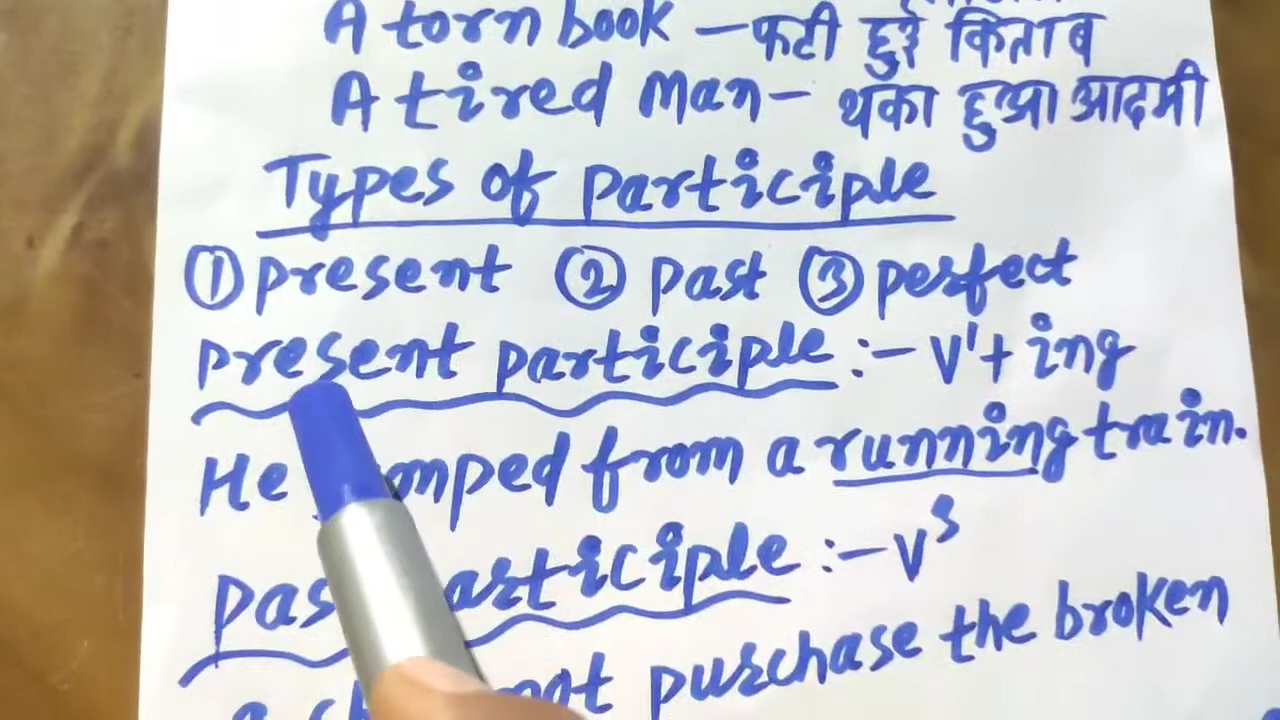 A torn book – फटी हुई किताब
A tired man – थका हुआ आदमी
Types of participle
① present ② past ③ perfect
present participle :- V¹+ ing
He from a running train.
participle :- V³
not purchase the broken